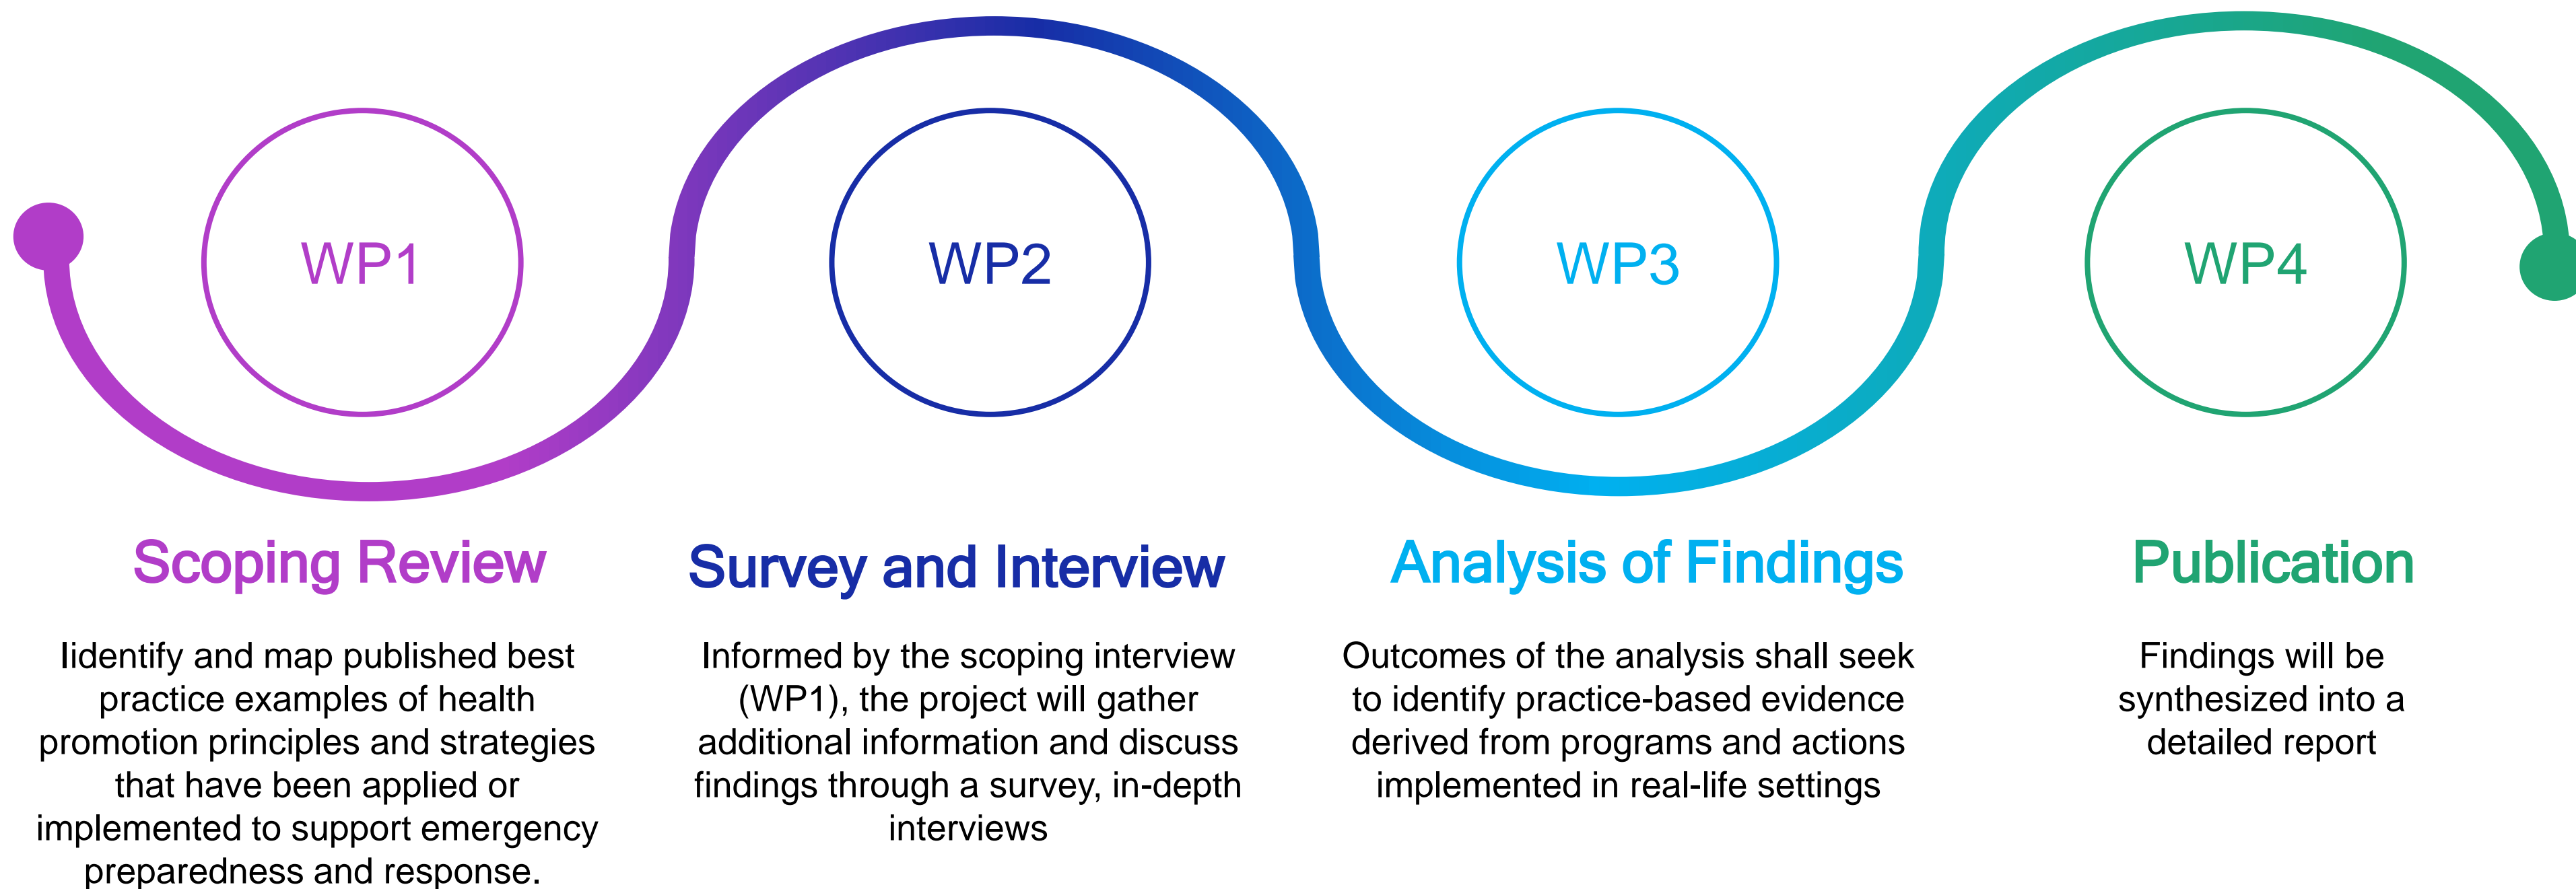 WP1
WP2
WP3
WP4
Scoping Review
Iidentify and map published best
practice examples of health
promotion principles and strategies
that have been applied or
implemented to support emergency
preparedness and response.
Survey and Interview
Informed by the scoping interview
(WP1), the project will gather
additional information and discuss
findings through a survey, in-depth
interviews
Analysis of Findings
Outcomes of the analysis shall seek
to identify practice-based evidence
derived from programs and actions
implemented in real-life settings
Publication
Findings will be
synthesized into a
detailed report